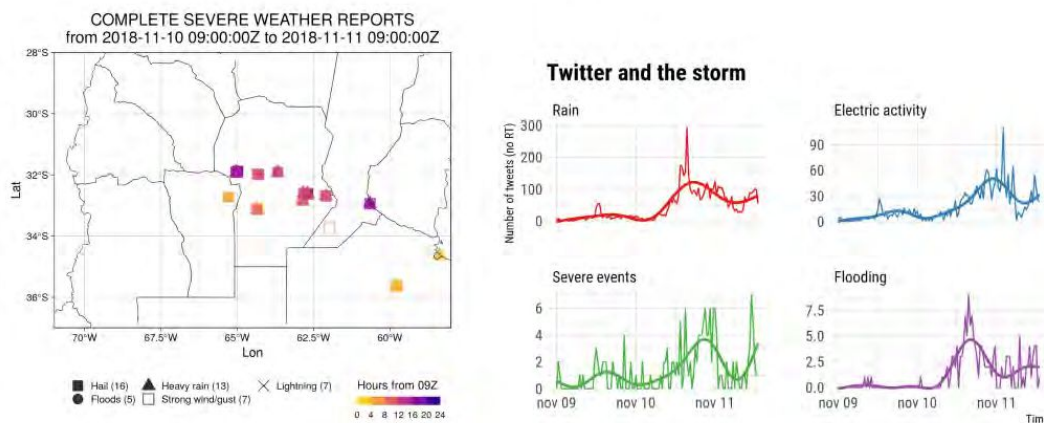 COMPLETE SEVERE WEATHER REPORTS
from 2018-11-10 09:00:00Z to 2018-11-11 09:00:00Z
28°S
30°S
32°S
34°S
36°S
Lat
70°W 67.5°W 65°W 62.5°W 60°W
Lon
Hail (16) Heavy rain (13) Lightning (7)
Floods (5) Strong wind/gust (7)
Hours from 09Z
0 4 8 12 16 20 24
Twitter and the storm
Rain
Number of tweets (no RT)
300
200
100
0
Electric activity
90
60
30
0
Severe events
6
4
2
0
nov 09 nov 10 nov 11
Flooding
7.5
5.0
2.5
0.0
nov 09 nov 10 nov 11
Tim